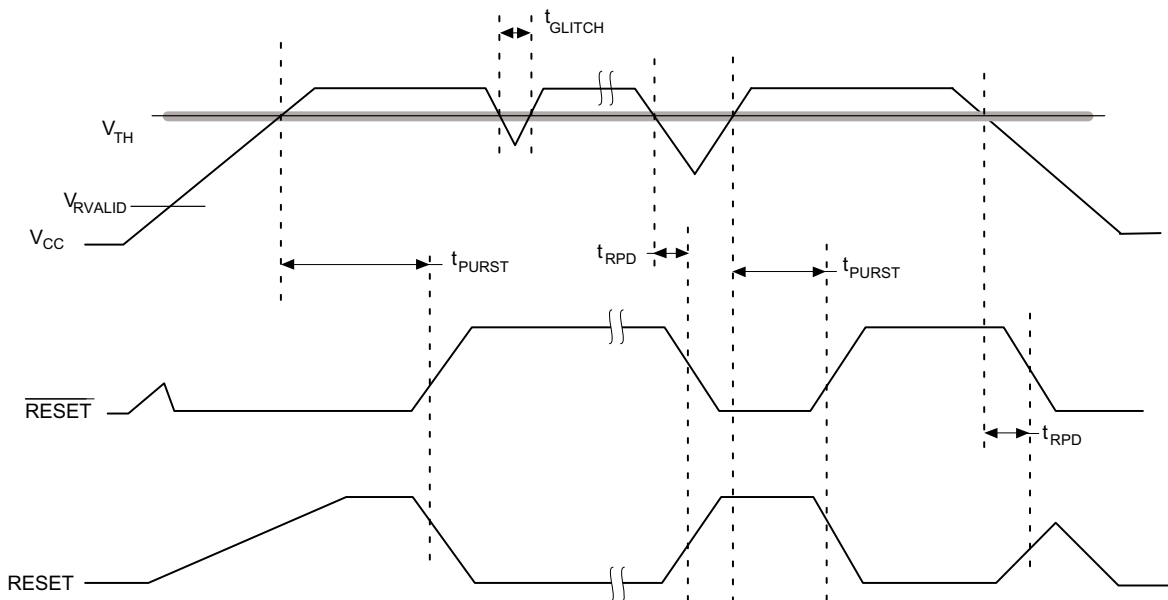 tGLITCH
VTH
VRVALID
VCC
tPURST
tRPD
tPURST
RESET
tRPD
RESET